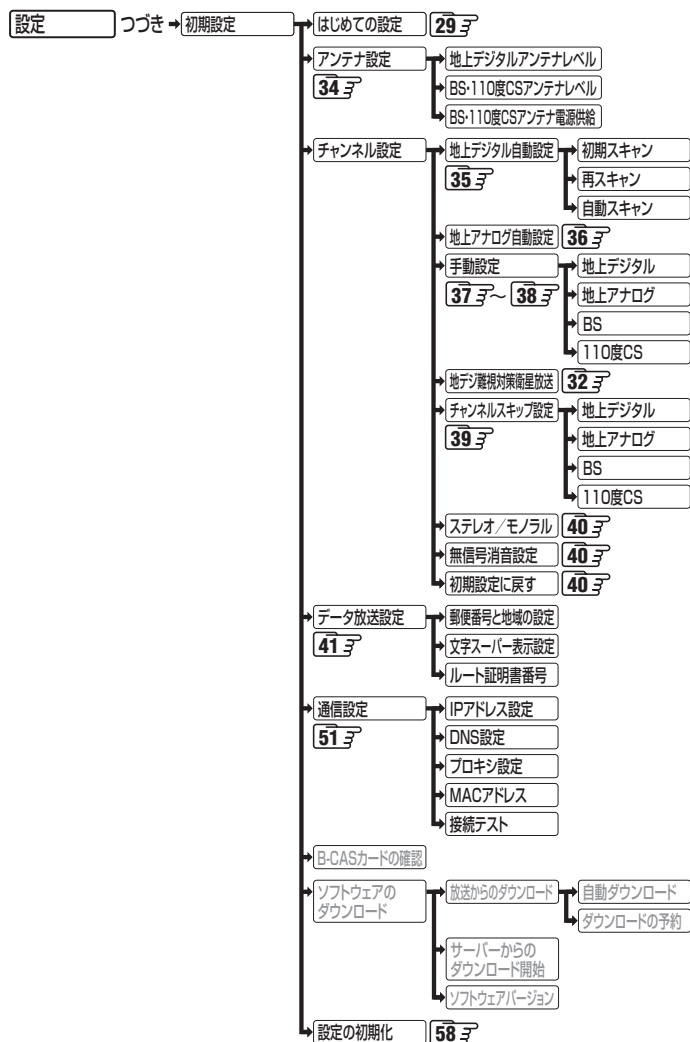 設定 つづき 初期設定 はじめての設定 29
アンテナ設定 地上デジタルアンテナレベル
34 BS・110度CSアンテナレベル
BS・110度CSアンテナ電源供給
チャンネル設定 地上デジタル自動設定 初期スキャン
35 再スキャン
自動スキャン
地上アナログ自動設定 36
手動設定 地上デジタル
37 ～ 38 地上アナログ
BS
110度CS
地デジ難視対策衛星放送 32
チャンネルスキップ設定 地上デジタル
39 地上アナログ
BS
110度CS
ステレオ／モノラル 40
無信号消音設定 40
初期設定に戻す 40
データ放送設定 郵便番号と地域の設定
41 文字スーパー表示設定
ルート証明書番号
通信設定 IPアドレス設定
51 DNS設定
プロキシ設定
MACアドレス
接続テスト
B-CASカードの確認
ソフトウェアの 放送からのダウンロード 自動ダウンロード
ダウンロード ダウンロードの予約
サーバーからの
ダウンロード開始
ソフトウェアバージョン
設定の初期化 58